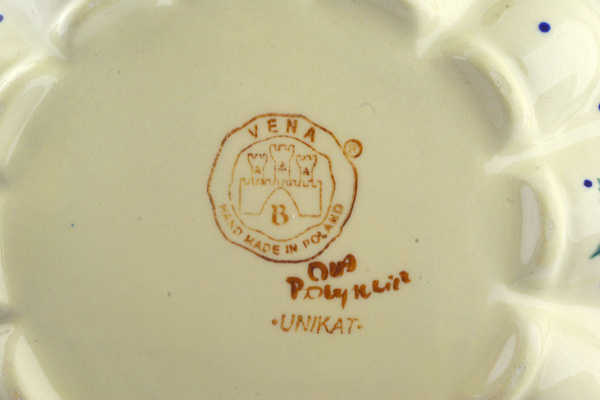 VENA
®
B
HAND MADE IN POLAND
·UNIKAT·